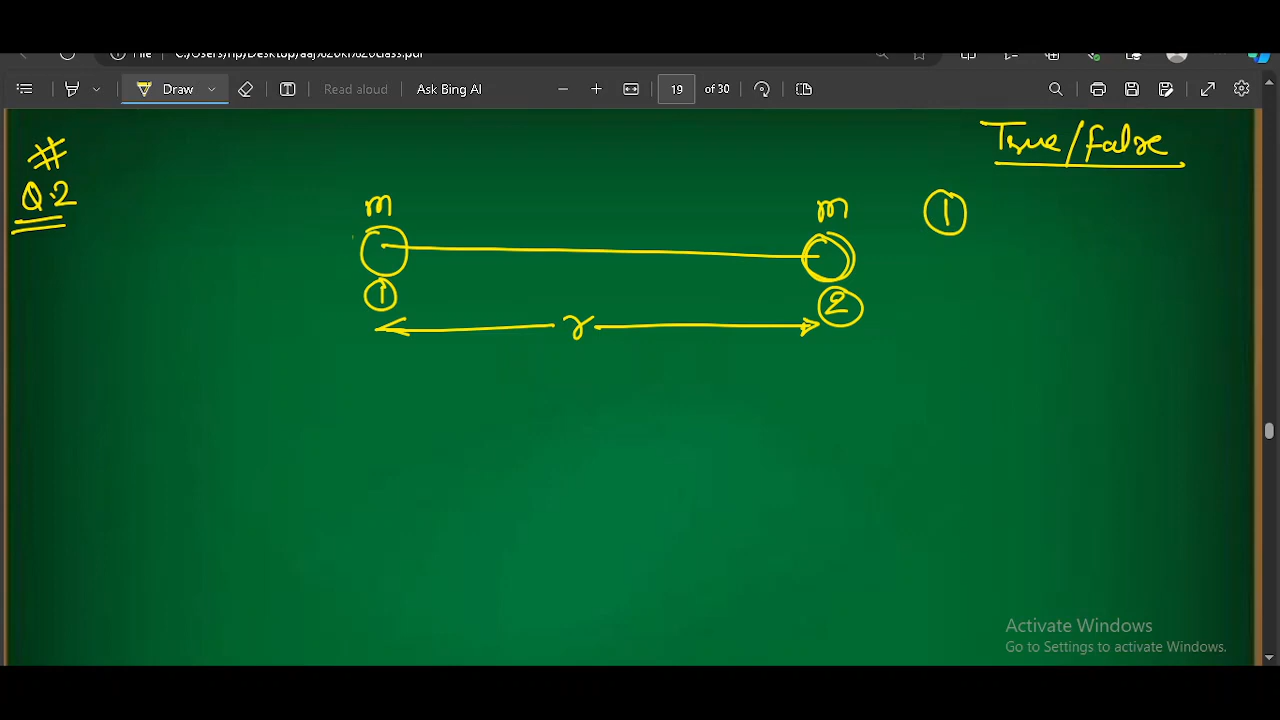 File C:/Users/hp/Desktop/aaj%20ki%20class.pdf
Draw Read aloud Ask Bing AI 19 of 30
True/False
#
Q.2
m m ①
① ②
r
Activate Windows
Go to Settings to activate Windows.